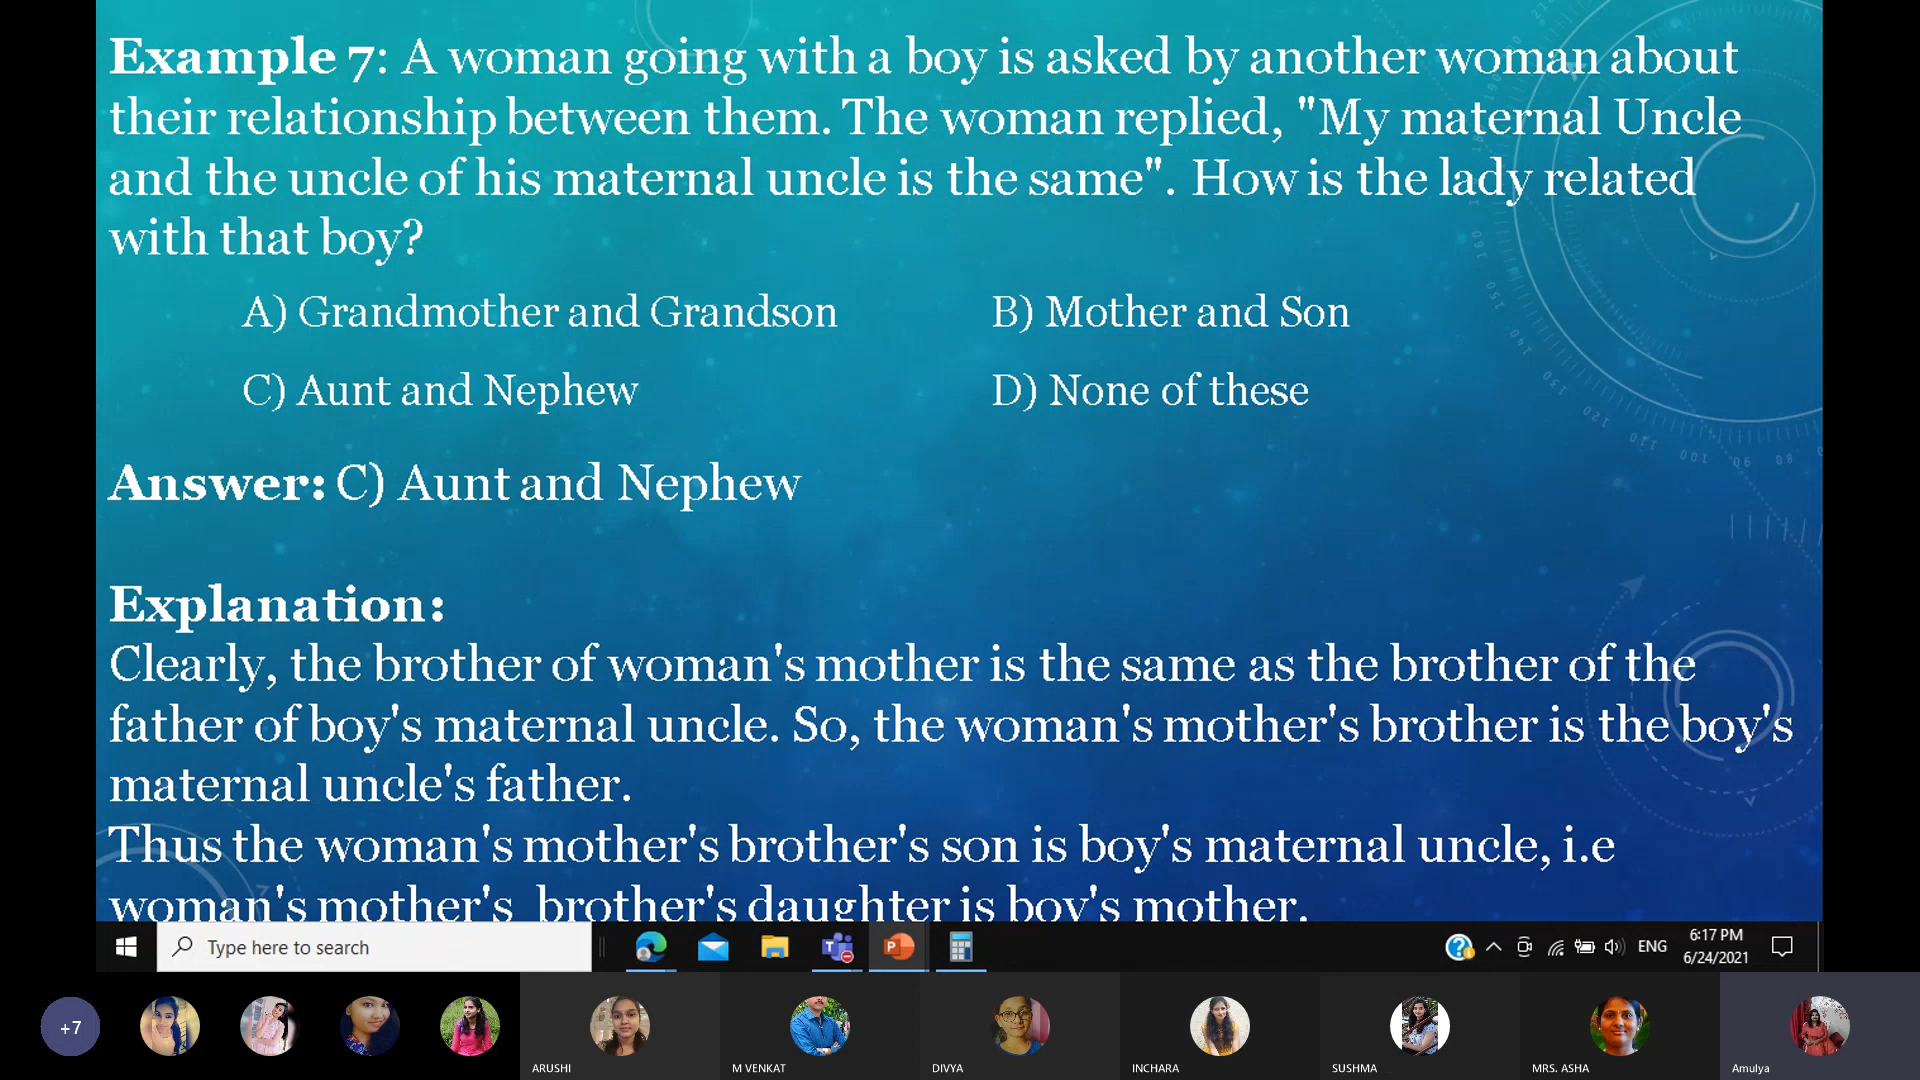 Example 7: A woman going with a boy is asked by another woman about
their relationship between them. The woman replied, "My maternal Uncle
and the uncle of his maternal uncle is the same". How is the lady related
with that boy?
A) Grandmother and Grandson
B) Mother and Son
C) Aunt and Nephew
D) None of these
Answer: C) Aunt and Nephew
Explanation:
Clearly, the brother of woman's mother is the same as the brother of the
father of boy's maternal uncle. So, the woman's mother's brother is the boy's
maternal uncle's father.
Thus the woman's mother's brother's son is boy's maternal uncle, i.e
woman's mother's brother's daughter is boy's mother.
Type here to search
ENG
6:17 PM
6/24/2021
+7
ARUSHI
M VENKAT
DIVYA
INCHARA
SUSHMA
MRS. ASHA
Amulya